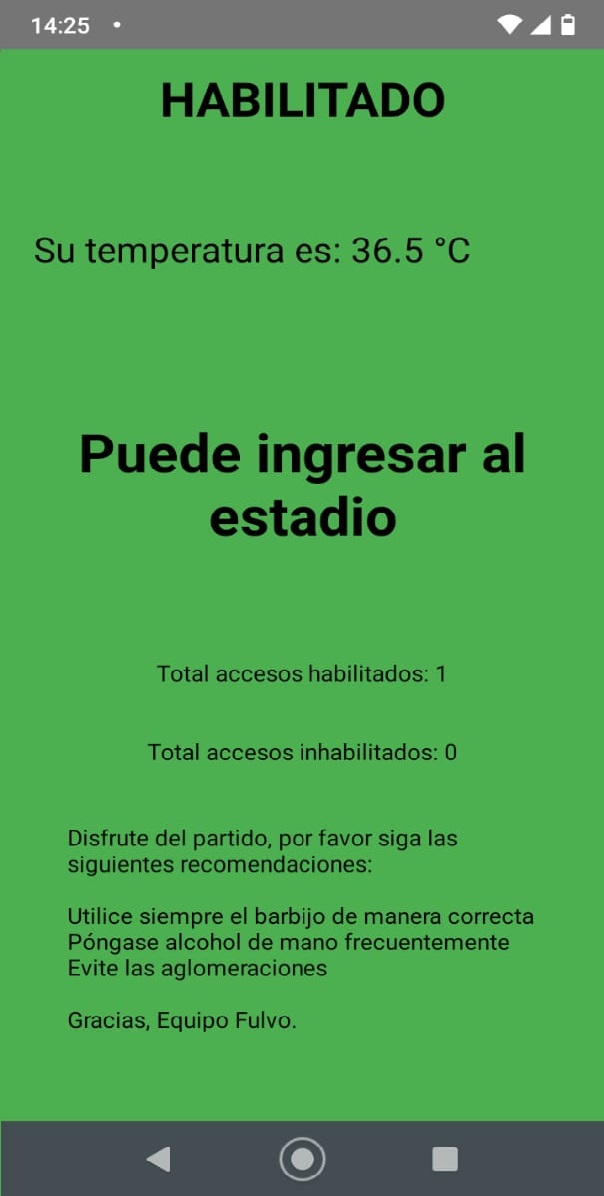 14:25
HABILITADO
Su temperatura es: 36.5 °C
Puede ingresar al
estadio
Total accesos habilitados: 1
Total accesos inhabilitados: 0
Disfrute del partido, por favor siga las
siguientes recomendaciones:
Utilice siempre el barbijo de manera correcta
Póngase alcohol de mano frecuentemente
Evite las aglomeraciones
Gracias, Equipo Fulvo.